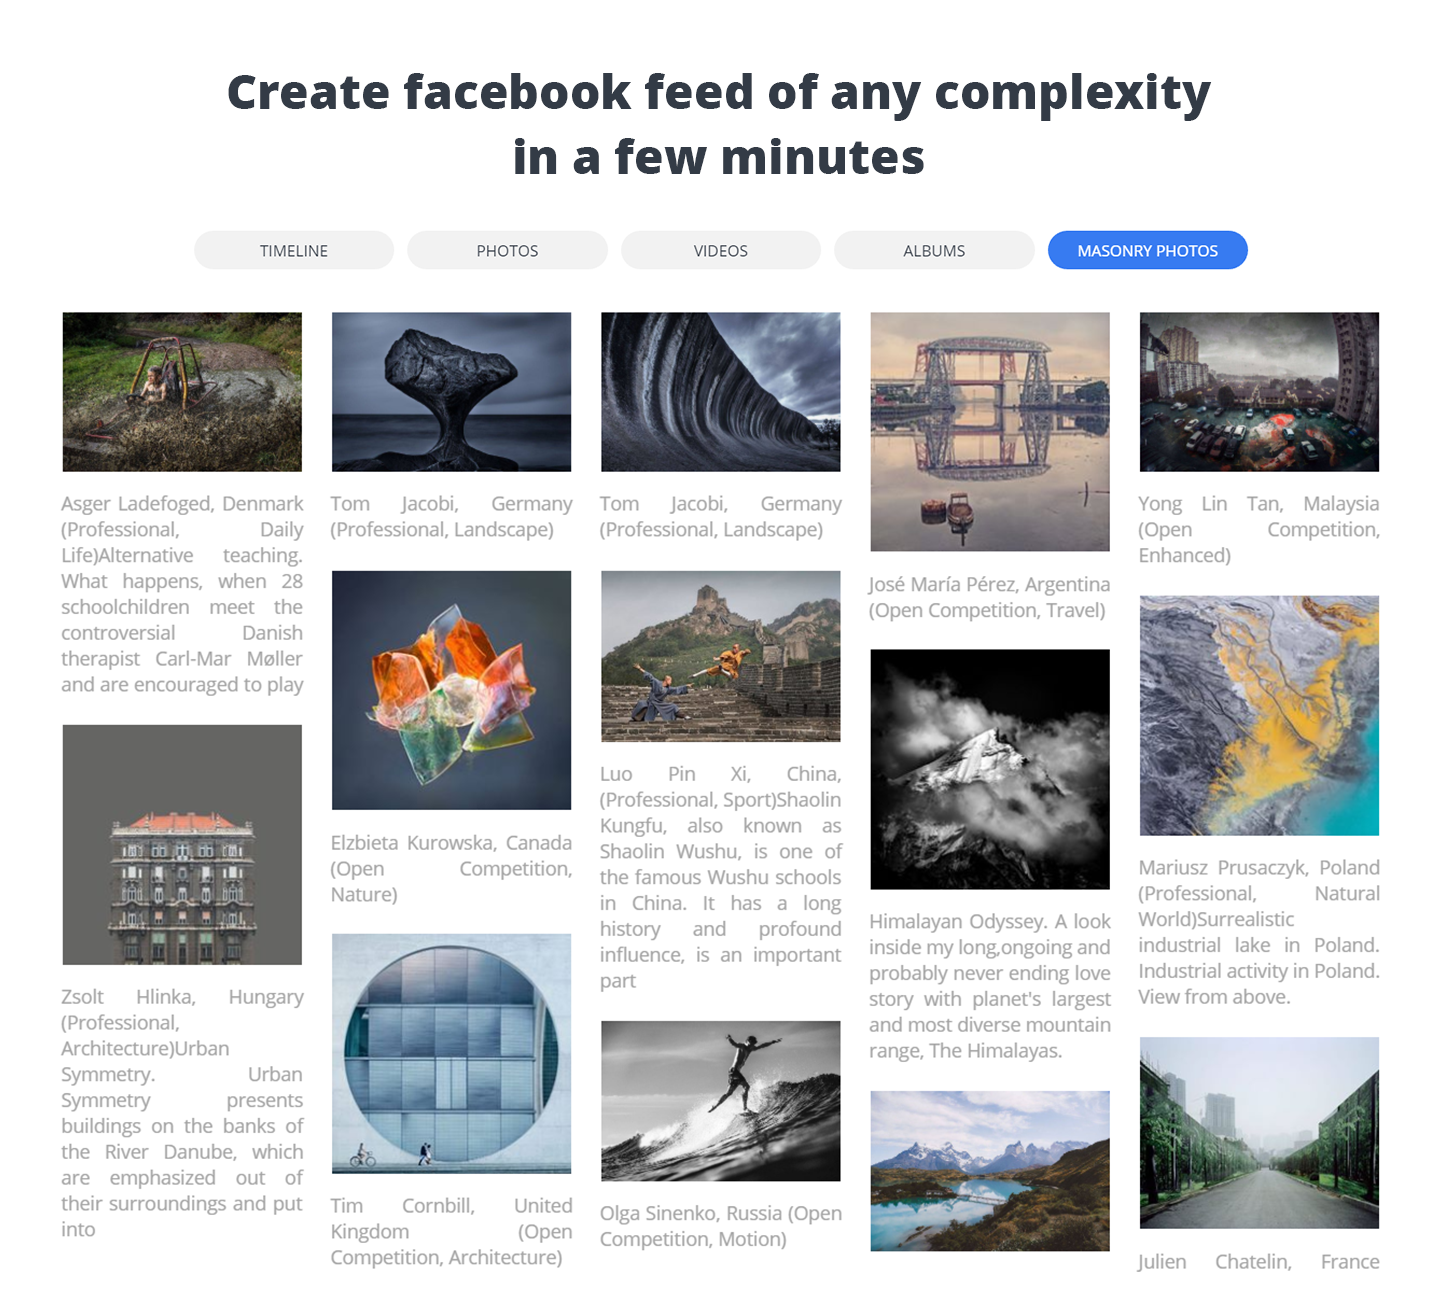 Create facebook feed of any complexity
in a few minutes
TIMELINE
PHOTOS
VIDEOS
ALBUMS
MASONRY PHOTOS
Asger Ladefoged, Denmark
(Professional, Daily
Life)Alternative teaching.
What happens, when 28
schoolchildren meet the
controversial Danish
therapist Carl-Mar Møller
and are encouraged to play
Zsolt Hlinka, Hungary
(Professional,
Architecture)Urban
Symmetry. Urban
Symmetry presents
buildings on the banks of
the River Danube, which
are emphasized out of
their surroundings and put
into
Tom Jacobi, Germany
(Professional, Landscape)
Elzbieta Kurowska, Canada
(Open Competition,
Nature)
Tim Cornbill, United
Kingdom (Open
Competition, Architecture)
Tom Jacobi, Germany
(Professional, Landscape)
Luo Pin Xi, China,
(Professional, Sport)Shaolin
Kungfu, also known as
Shaolin Wushu, is one of
the famous Wushu schools
in China. It has a long
history and profound
influence, is an important
part
Olga Sinenko, Russia (Open
Competition, Motion)
José María Pérez, Argentina
(Open Competition, Travel)
Himalayan Odyssey. A look
inside my long,ongoing and
probably never ending love
story with planet's largest
and most diverse mountain
range, The Himalayas.
Yong Lin Tan, Malaysia
(Open Competition,
Enhanced)
Mariusz Prusaczyk, Poland
(Professional, Natural
World)Surrealistic
industrial lake in Poland.
Industrial activity in Poland.
View from above.
Julien Chatelin, France